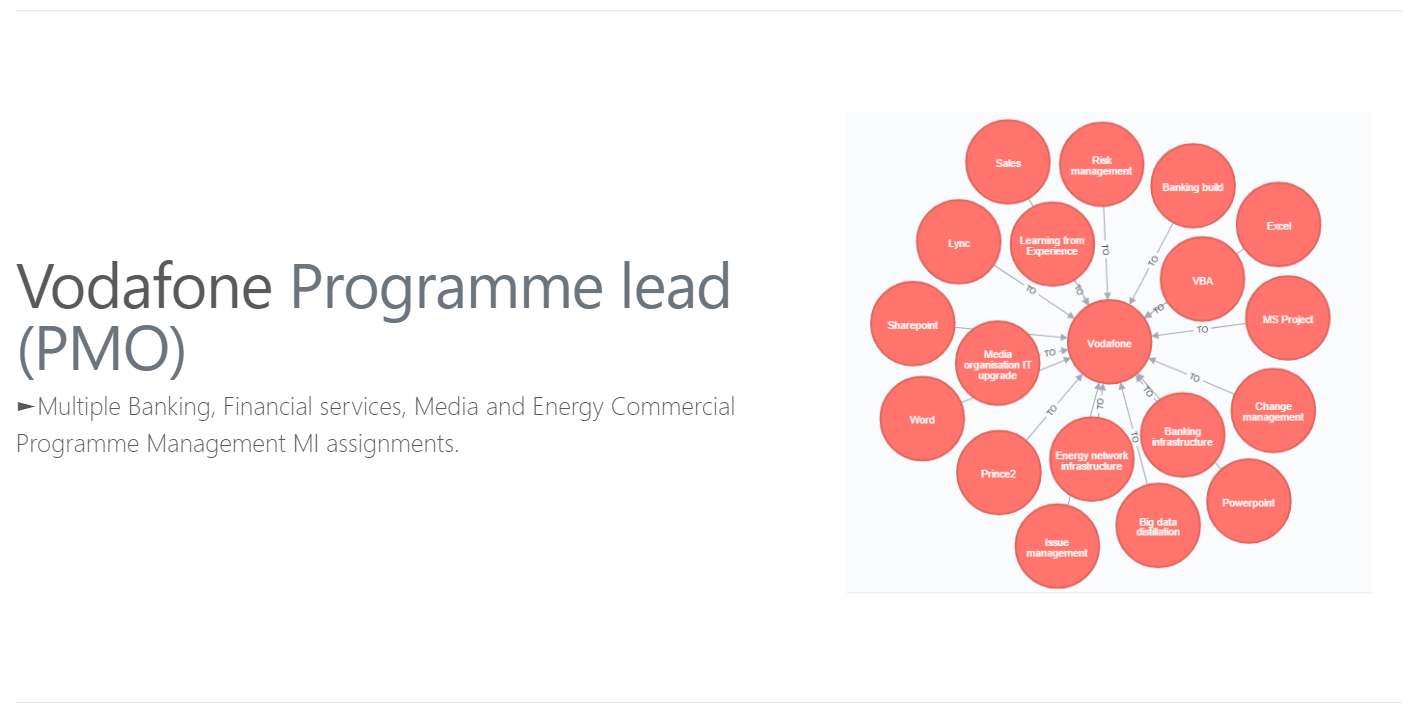 Vodafone Programme lead
(PMO)
►Multiple Banking, Financial services, Media and Energy Commercial
Programme Management MI assignments.
Sales
Risk
management
Banking build
Excel
Lync
Learning from
Experience
TO
TO
VBA
TO
TO
TO
Sharepoint
MS Project
Vodafone
TO
TO
Media
organisation IT
upgrade
TO
Word
TO
TO
TO
Change
management
Banking
infrastructure
TO
Prince2
Energy network
infrastructure
Powerpoint
Big data
distillation
Issue
management